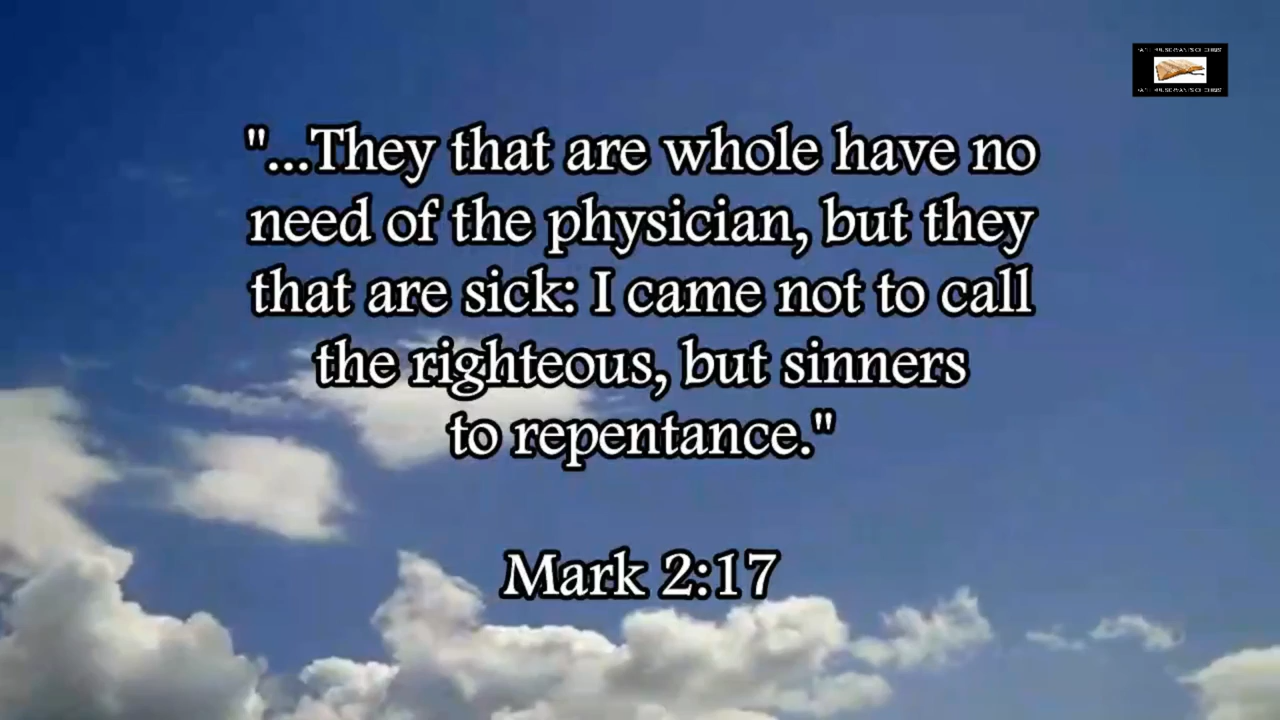 "...They that are whole have no
need of the physician, but they
that are sick: I came not to call
the righteous, but sinners
to repentance."
Mark 2:17